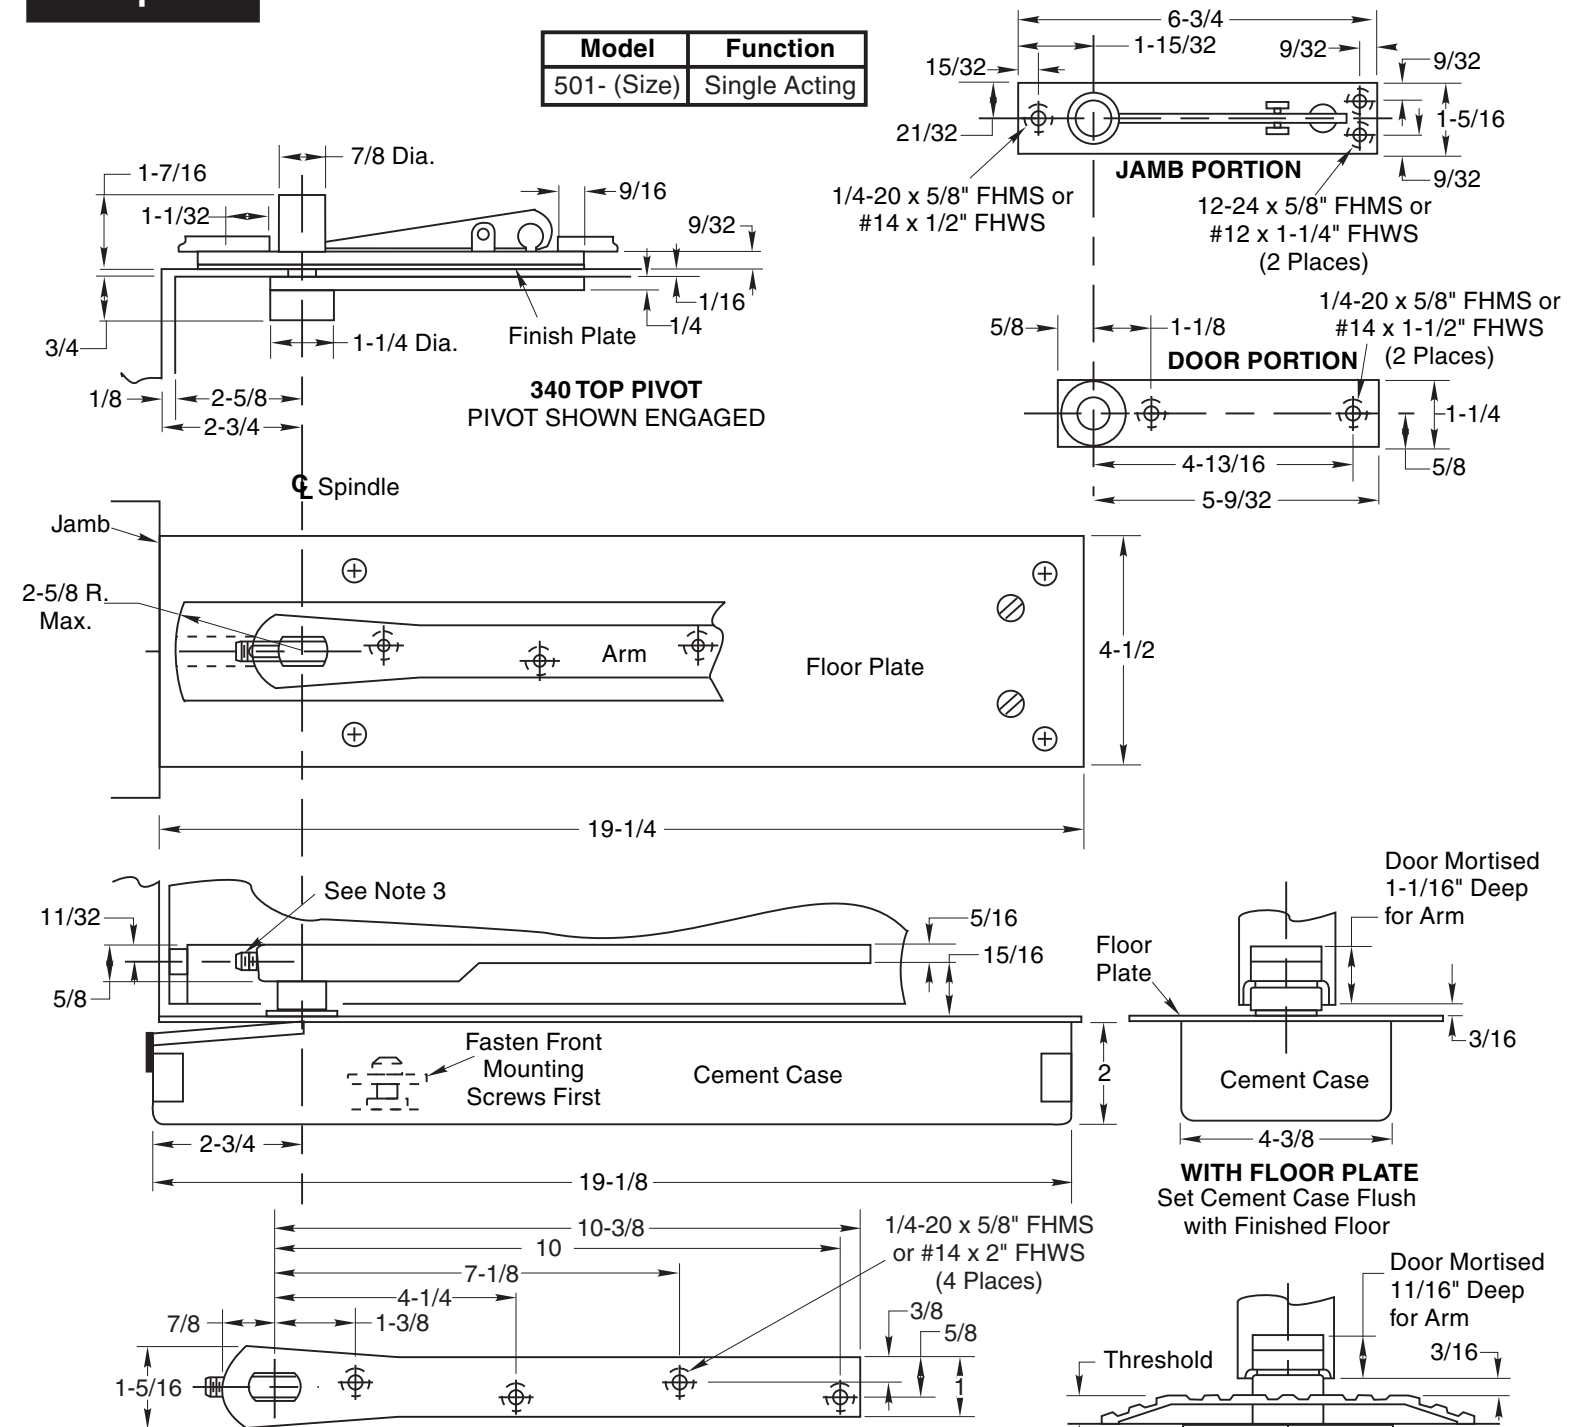 Model Function
501- (Size) Single Acting
6-3/4
1-15/32
9/32
15/32
9/32
21/32
1-5/16
JAMB PORTION
9/32
1/4-20 x 5/8" FHMS or
#14 x 1/2" FHWS
12-24 x 5/8" FHMS or
#12 x 1-1/4" FHWS
(2 Places)
7/8 Dia.
1-7/16
1-1/32
9/16
9/32
1/16
1/4
Finish Plate
3/4
1-1/4 Dia.
1/8
2-5/8
2-3/4
340 TOP PIVOT
PIVOT SHOWN ENGAGED
1/4-20 x 5/8" FHMS or
#14 x 1-1/2" FHWS
(2 Places)
5/8
1-1/8
DOOR PORTION
1-1/4
4-13/16
5/8
5-9/32
℄ Spindle
Jamb
2-5/8 R.
Max.
Arm
Floor Plate
4-1/2
19-1/4
See Note 3
11/32
5/8
5/16
15/16
Fasten Front
Mounting
Screws First
Cement Case
2
2-3/4
19-1/8
Door Mortised
1-1/16" Deep
for Arm
Floor
Plate
3/16
Cement Case
4-3/8
WITH FLOOR PLATE
Set Cement Case Flush
with Finished Floor
10-3/8
10
7-1/8
4-1/4
7/8
1-3/8
1/4-20 x 5/8" FHMS
or #14 x 2" FHWS
(4 Places)
3/8
5/8
1-5/16
1
Door Mortised
11/16" Deep
for Arm
Threshold
3/16